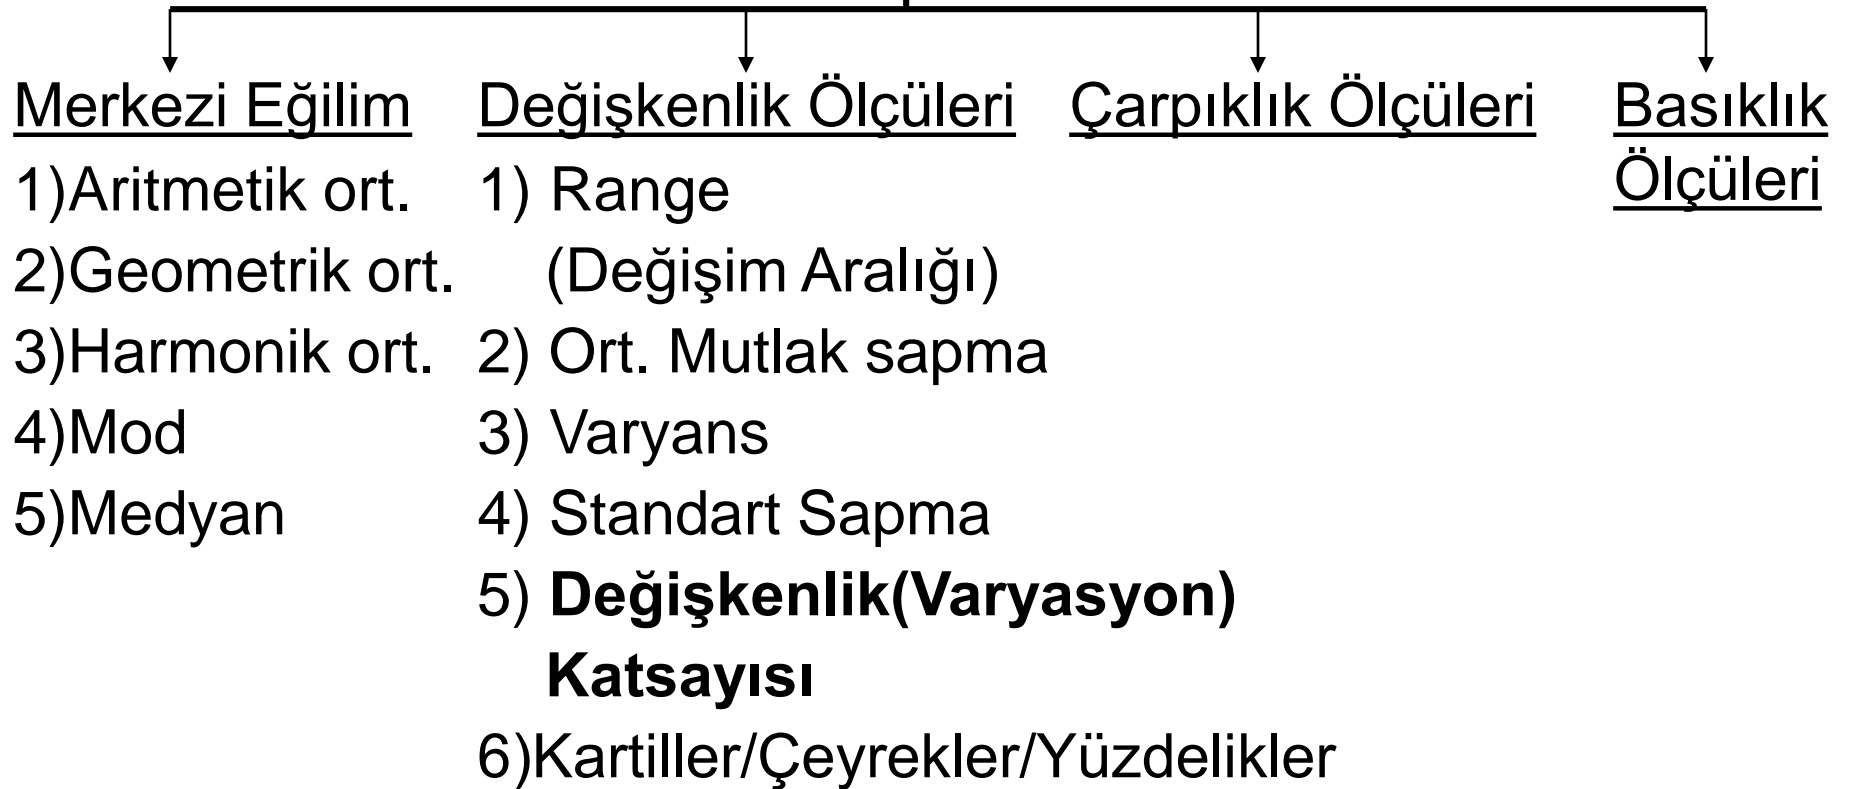 Merkezi Eğilim
1)Aritmetik ort.
2)Geometrik ort.
3)Harmonik ort.
4)Mod
5)Medyan
Değişkenlik Ölçüleri
1) Range
(Değişim Aralığı)
2) Ort. Mutlak sapma
3) Varyans
4) Standart Sapma
5) Değişkenlik(Varyasyon)
Katsayısı
6)Kartiller/Çeyrekler/Yüzdelikler
Çarpıklık Ölçüleri
Basıklık
Ölçüleri